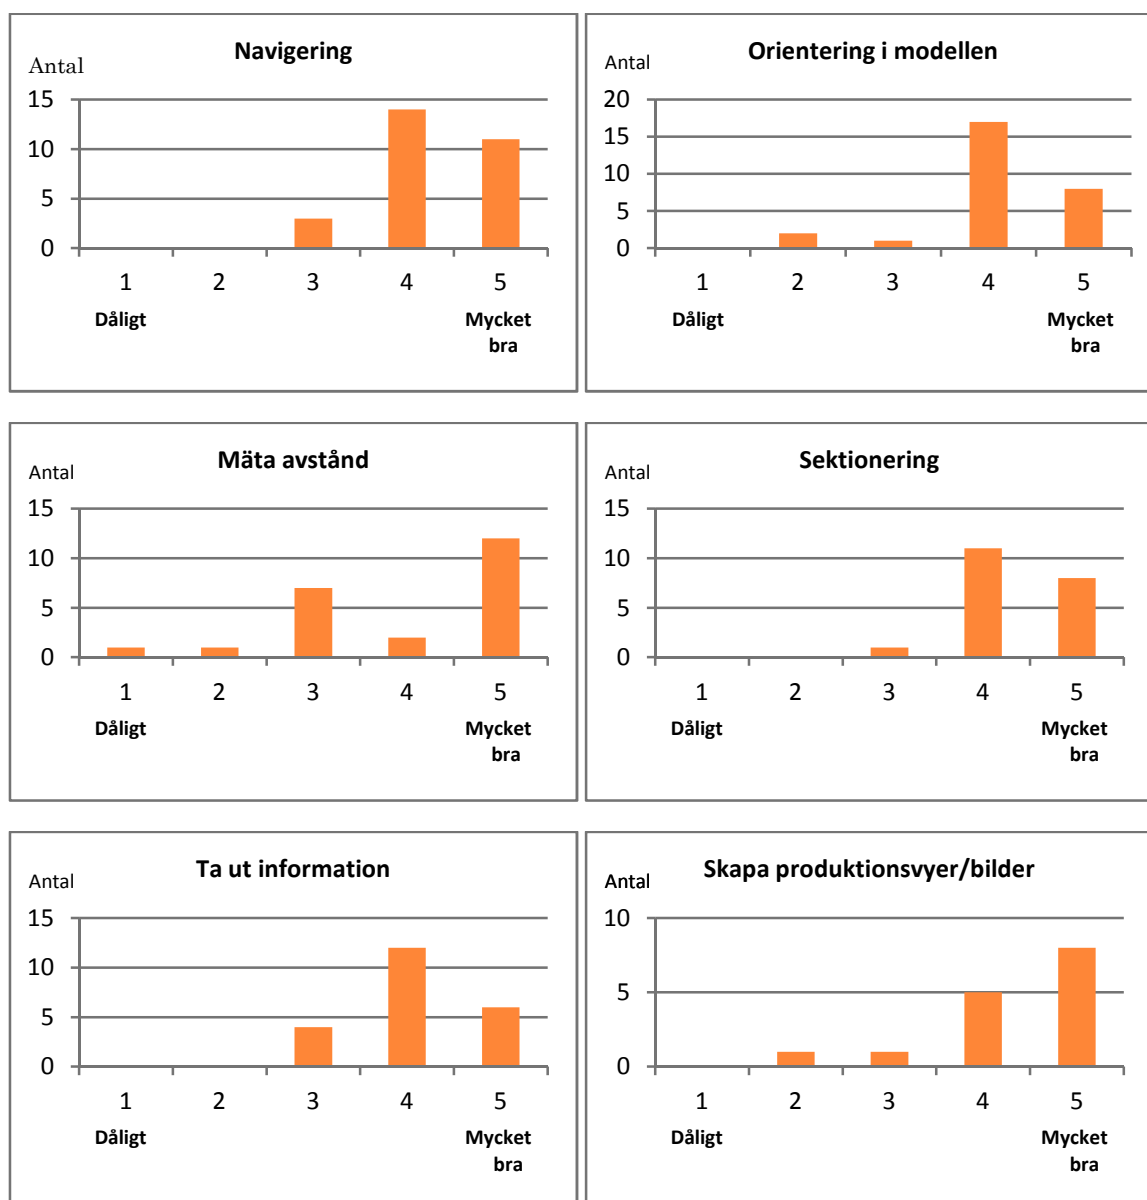 Navigering
Antal
15
10
5
0
1 2 3 4 5
Dåligt Mycket
bra
Orientering i modellen
Antal
20
15
10
5
0
1 2 3 4 5
Dåligt Mycket
bra
Mäta avstånd
Antal
15
10
5
0
1 2 3 4 5
Dåligt Mycket
bra
Sektionering
Antal
15
10
5
0
1 2 3 4 5
Dåligt Mycket
bra
Ta ut information
Antal
15
10
5
0
1 2 3 4 5
Dåligt Mycket
bra
Skapa produktionsvyer/bilder
Antal
10
5
0
1 2 3 4 5
Dåligt Mycket
bra